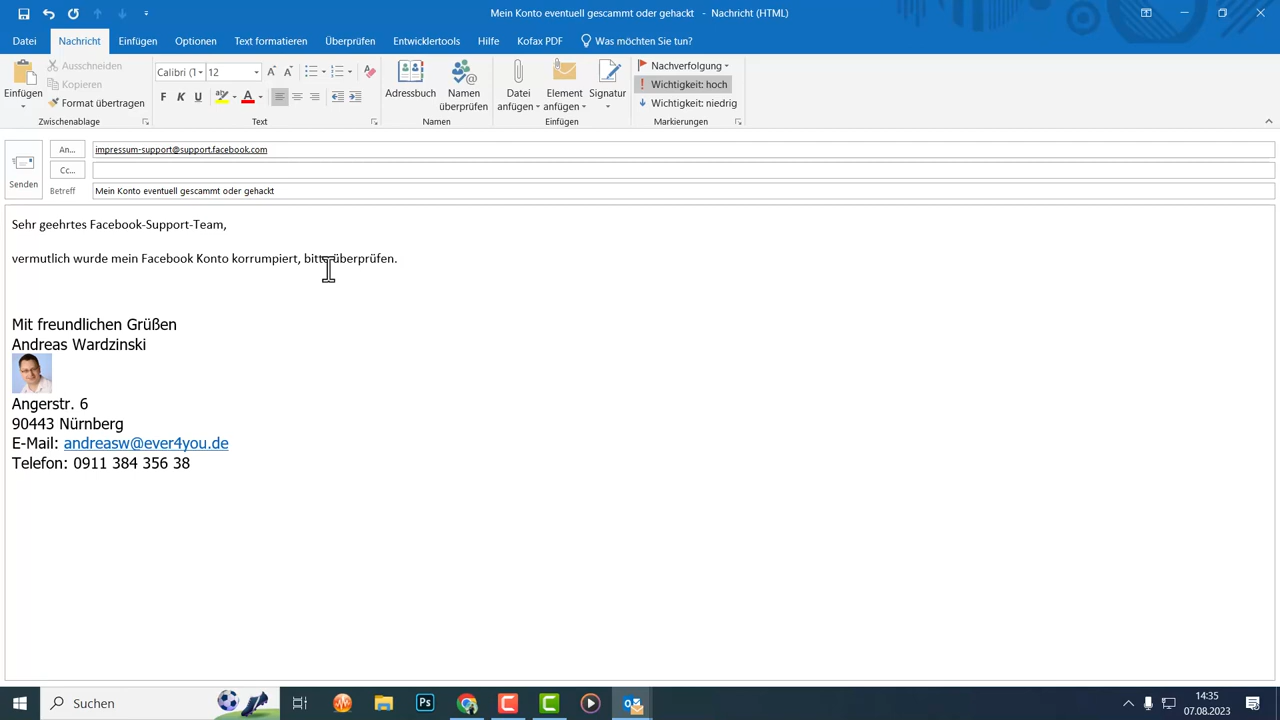 Mein Konto eventuell gescammt oder gehackt - Nachricht (HTML)
Datei Nachricht Einfügen Optionen Text formatieren Überprüfen Entwicklertools Hilfe Kofax PDF Was möchten Sie tun?
Einfügen
Ausschneiden
Kopieren
Format übertragen
Zwischenablage
Calibri (T 12
F K U
Text
Adressbuch
Namen überprüfen
Namen
Datei anfügen
Element anfügen
Signatur
Einfügen
Nachverfolgung
Wichtigkeit: hoch
Wichtigkeit: niedrig
Markierungen
Senden
An... impressum-support@support.facebook.com
Cc...
Betreff Mein Konto eventuell gescammt oder gehackt
Sehr geehrtes Facebook-Support-Team,
vermutlich wurde mein Facebook Konto korrumpiert, bitte überprüfen.
Mit freundlichen Grüßen
Andreas Wardzinski
Angerstr. 6
90443 Nürnberg
E-Mail: andreasw@ever4you.de
Telefon: 0911 384 356 38
Suchen
Ps
14:35
07.08.2023